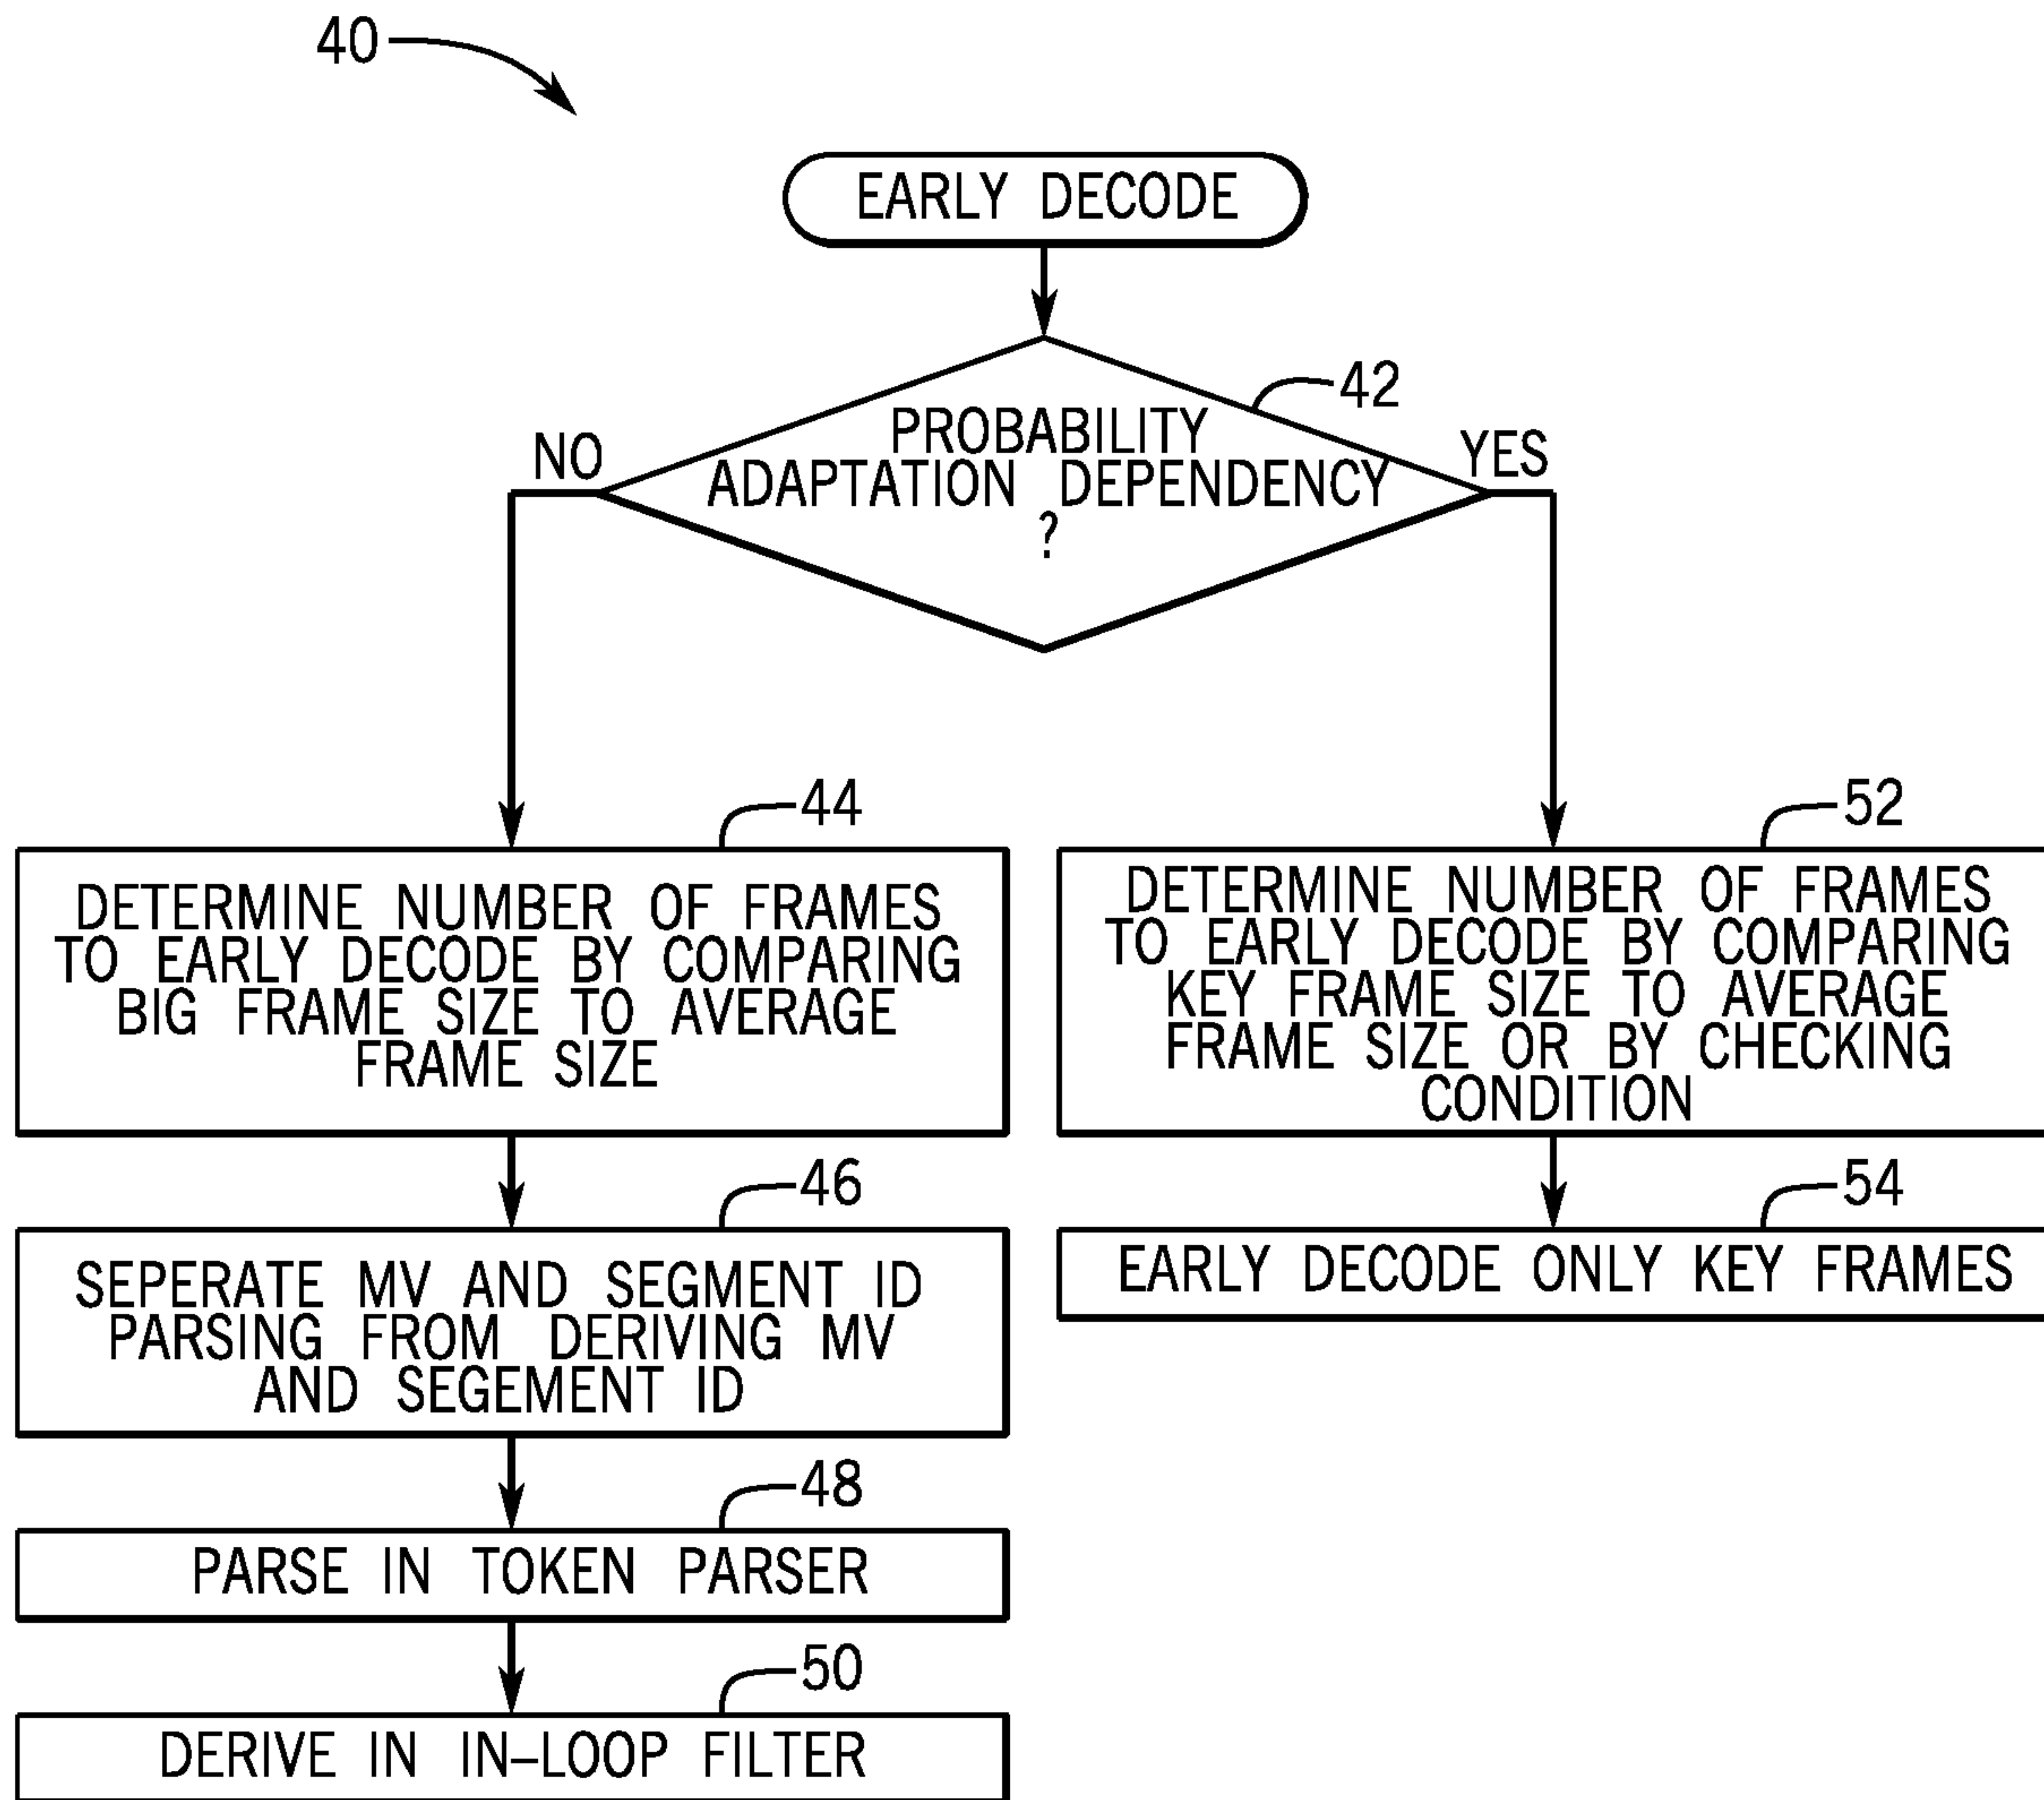 40
EARLY DECODE
42
PROBABILITY
ADAPTATION DEPENDENCY
?
NO
YES
44
DETERMINE NUMBER OF FRAMES
TO EARLY DECODE BY COMPARING
BIG FRAME SIZE TO AVERAGE
FRAME SIZE
52
DETERMINE NUMBER OF FRAMES
TO EARLY DECODE BY COMPARING
KEY FRAME SIZE TO AVERAGE
FRAME SIZE OR BY CHECKING
CONDITION
46
SEPERATE MV AND SEGMENT ID
PARSING FROM DERIVING MV
AND SEGEMENT ID
54
EARLY DECODE ONLY KEY FRAMES
48
PARSE IN TOKEN PARSER
50
DERIVE IN IN–LOOP FILTER